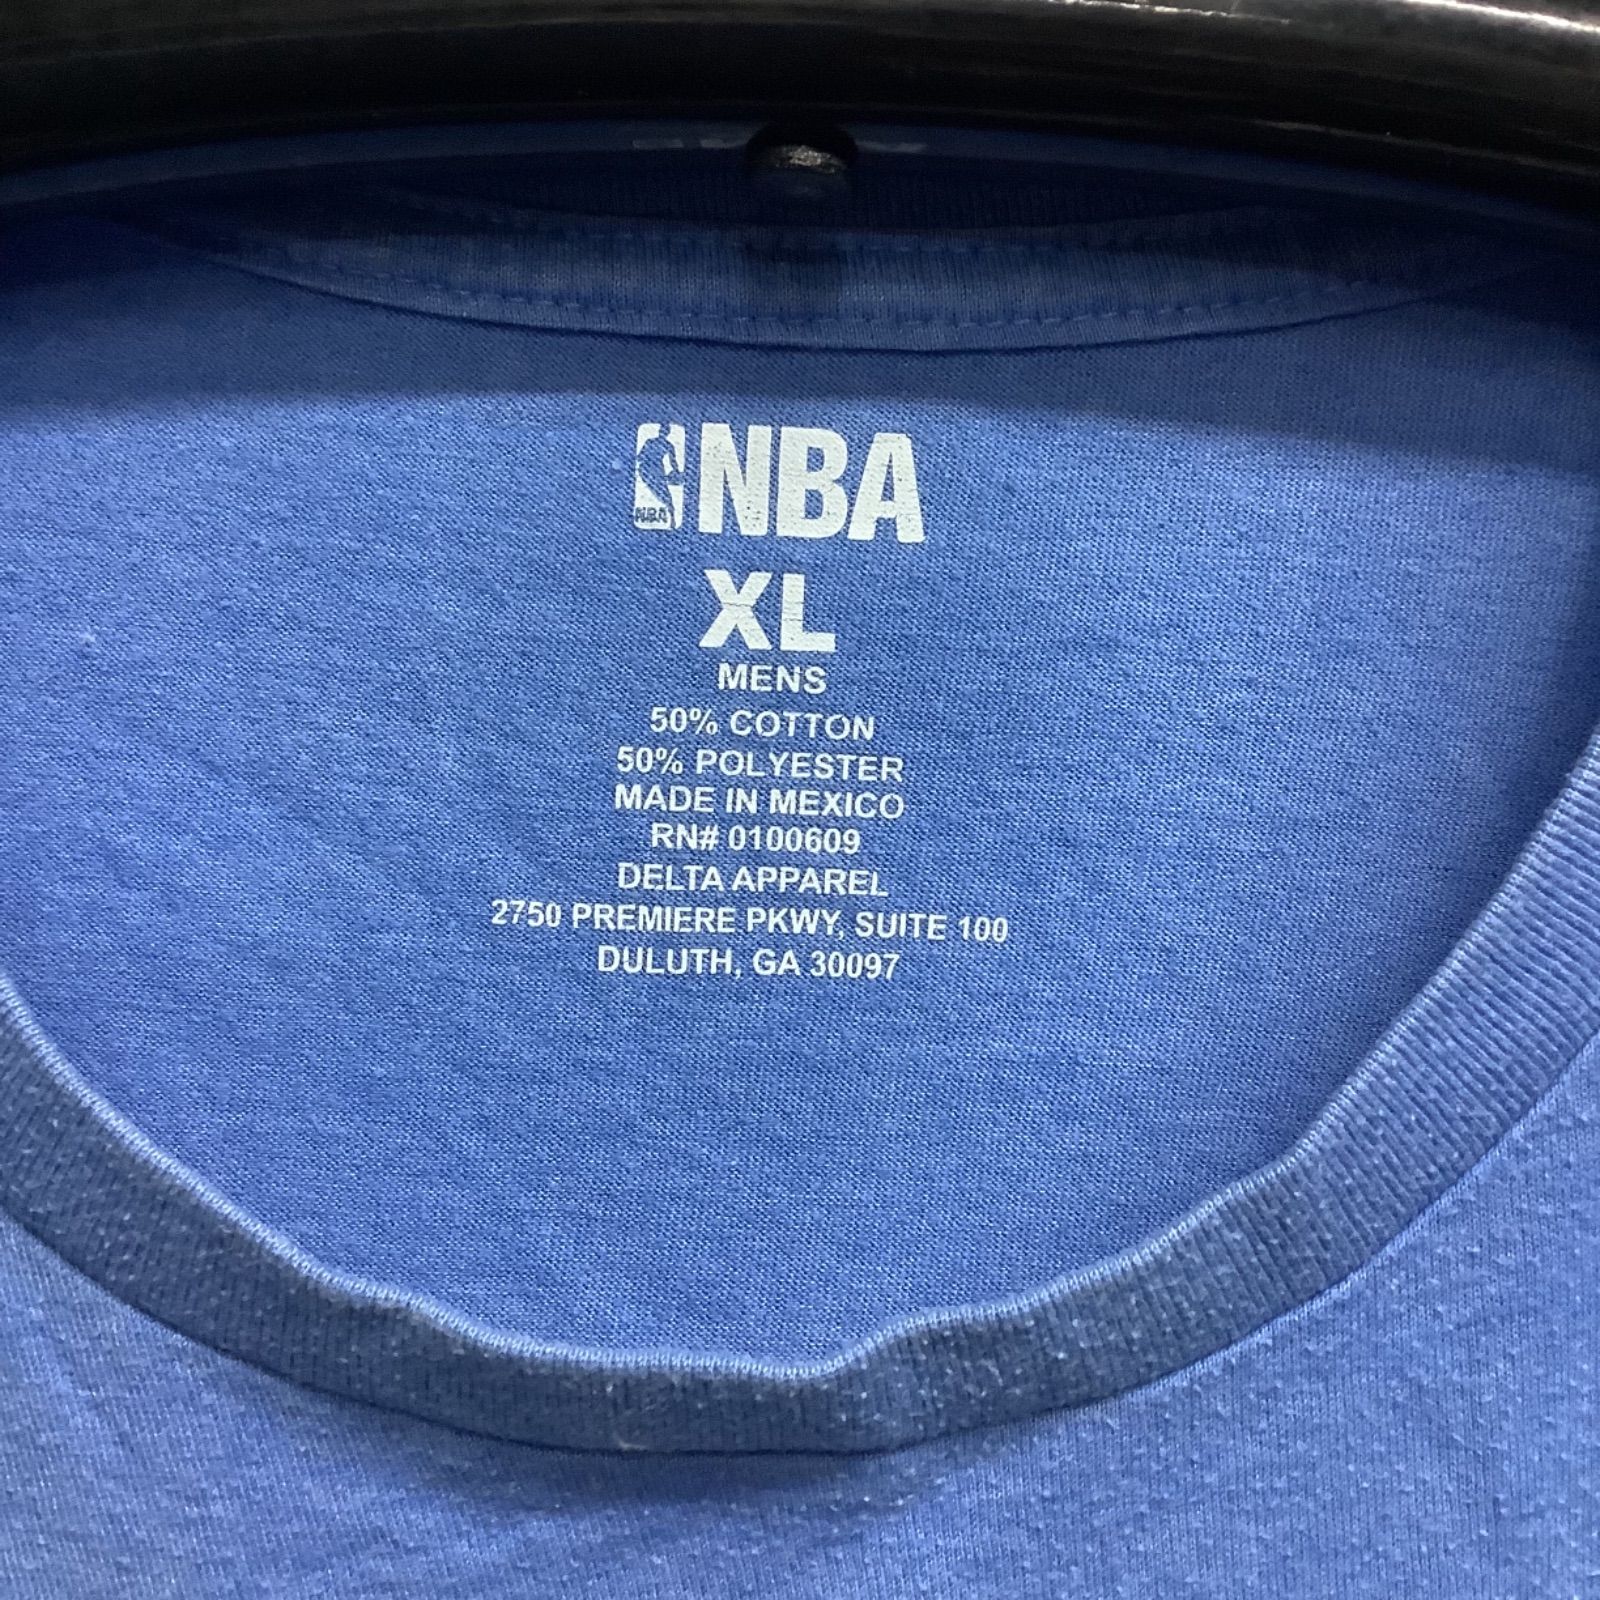 NBA NBA
XL
MENS
50% COTTON
50% POLYESTER
MADE IN MEXICO
RN# 0100609
DELTA APPAREL
2750 PREMIERE PKWY, SUITE 100
DULUTH, GA 30097